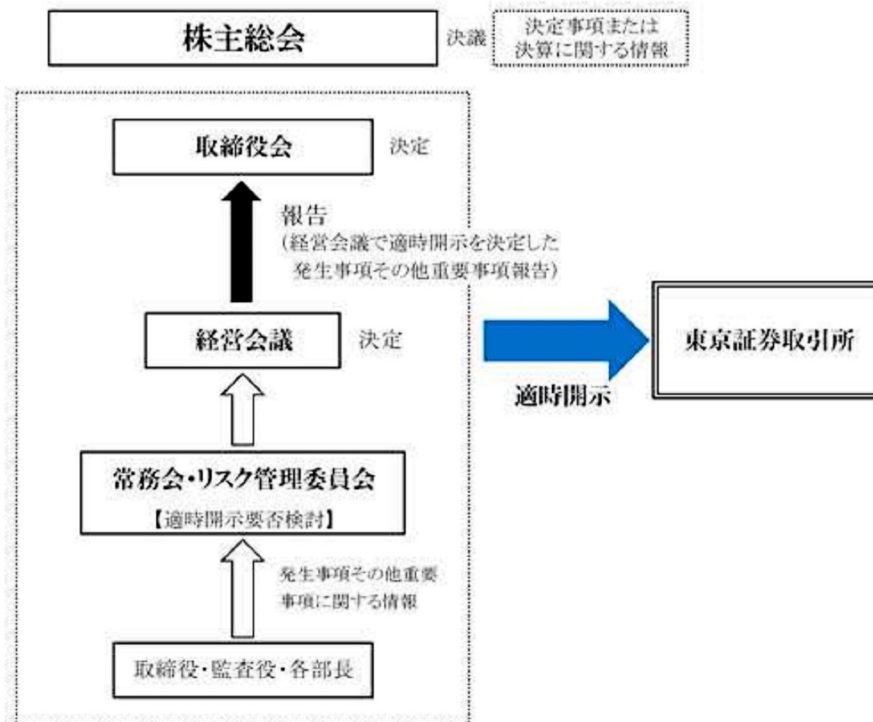 株主総会
決議
決定事項または
決算に関する情報
取締役会
決定
報告
(経営会議で適時開示を決定した
発生事項その他重要事項報告)
経営会議
決定
東京証券取引所
適時開示
常務会・リスク管理委員会
【適時開示要否検討】
発生事項その他重要
事項に関する情報
取締役・監査役・各部長